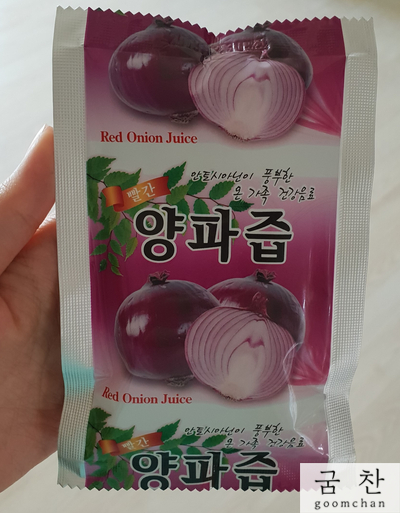 Red Onion Juice
안토시아닌이 풍부한
온 가족 건강음료
빨간
양파즙
Red Onion Juice
안토시아닌이 풍부한
온 가족 건강음료
빨간
양파즙
굼찬
goomchan